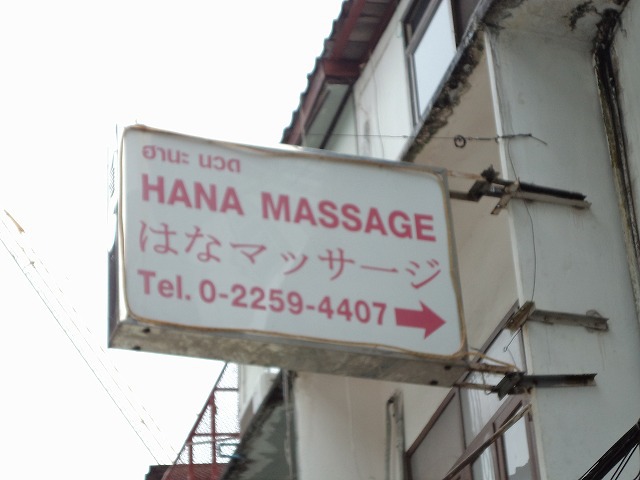 ฮานะ นวด
HANA MASSAGE
はなマッサージ
Tel. 0-2259-4407